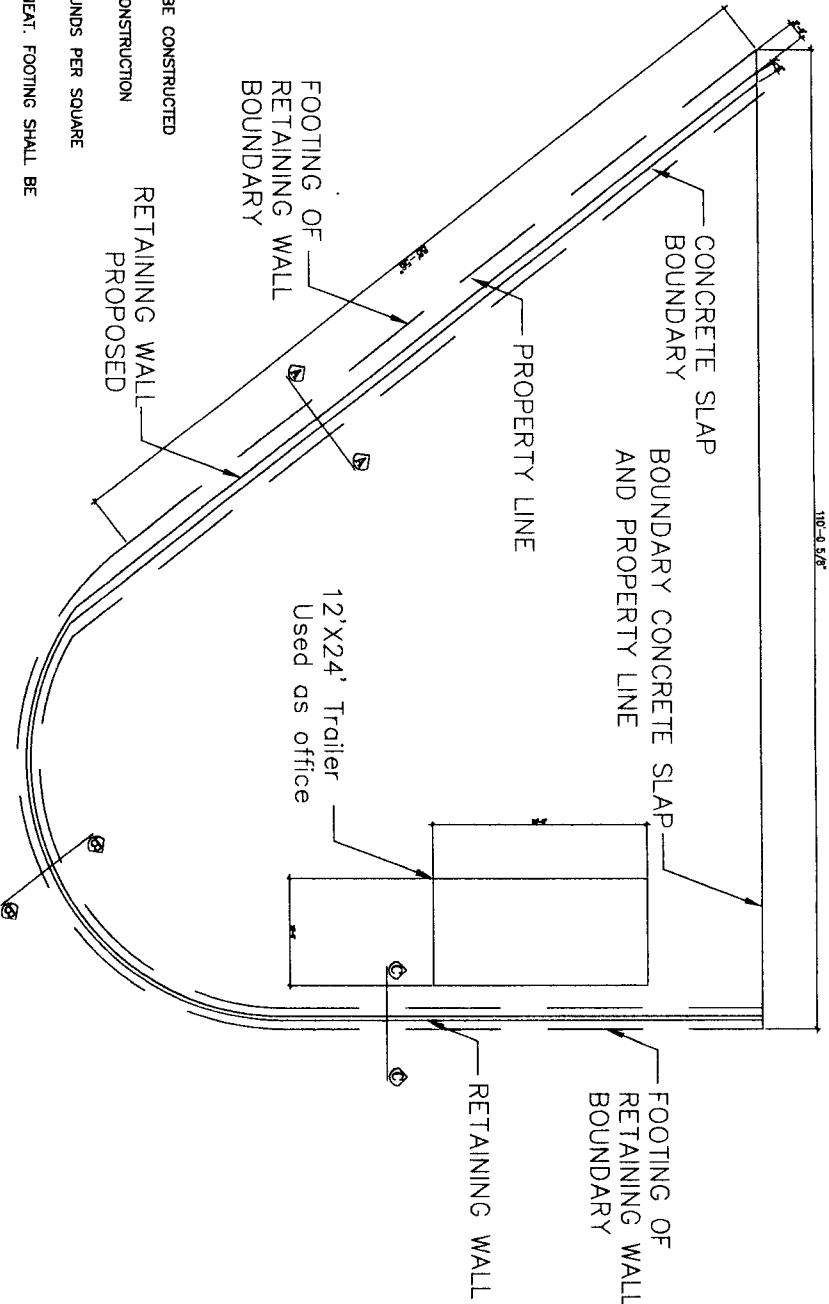 BE CONSTRUCTED
ONSTRUCTION
UNDS PER SQUARE
HEAT. FOOTING SHALL BE
FOOTING OF
RETAINING WALL
BOUNDARY
RETAINING WALL
PROPOSED
CONCRETE SLAP
BOUNDARY
PROPERTY LINE
BOUNDARY CONCRETE SLAP
AND PROPERTY LINE
110'-0 5/8"
12'X24' Trailer
Used as office
A
A
B
B
C
C
FOOTING OF
RETAINING WALL
BOUNDARY
RETAINING WALL